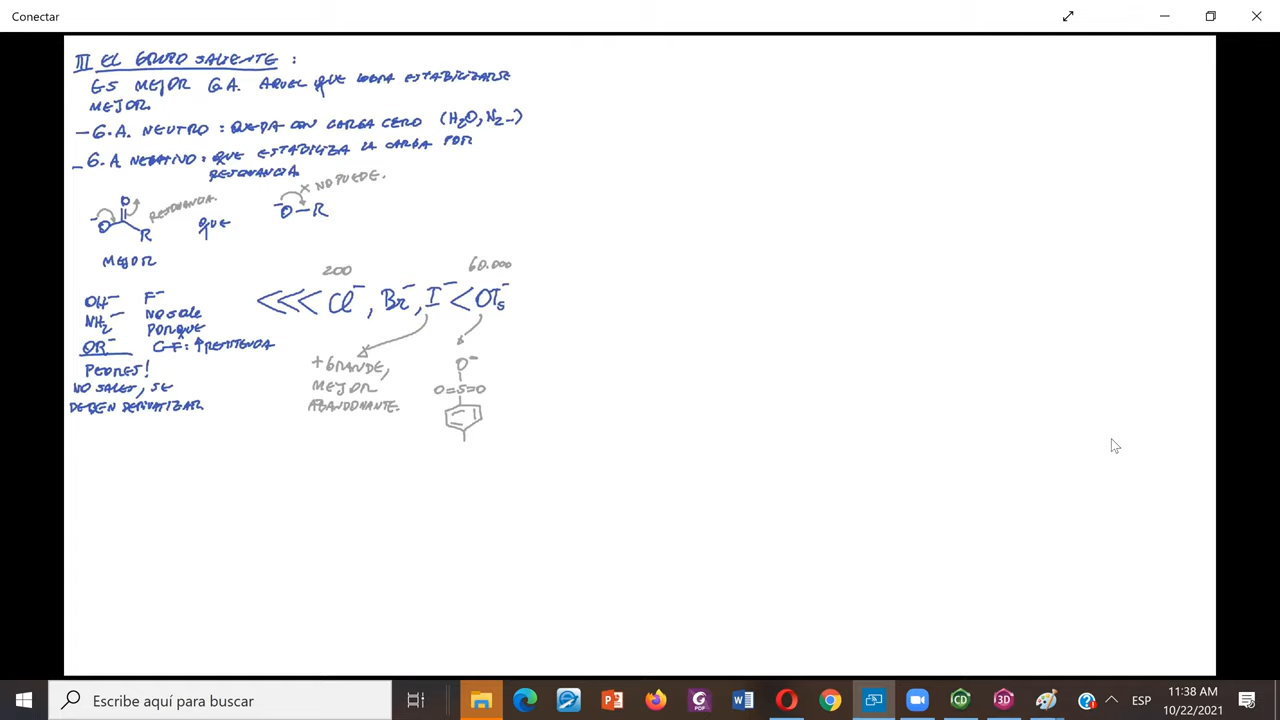 Conectar
III EL GRUPO SALIENTE :
ES MEJOR G.A. AQUEL QUE LOGRA ESTABILIZARSE
MEJOR.
- G.A. NEUTRO : QUEDA CON CARGA CERO (H2O, N2 --)
- G.A. NEGATIVO : QUE ESTABILIZA LA CARGA POR
RESONANCIA
O
-O
R
RESONANCIA.
QUE
-O-R
X NO PUEDE.
MEJOR
200
60.000
OH-
NH2-
OR-
F-
NO SALE
PORQUE
C-F: ↑RESISTENCIA
<<< Cl-, Br-, I- < OTs-
PEORES!
NO SALEN, SE
DEBEN DERIVATIZAR
+ GRANDE,
MEJOR
ABANDONANTE.
O-
O=S=O
Escribe aquí para buscar
ESP
11:38 AM
10/22/2021